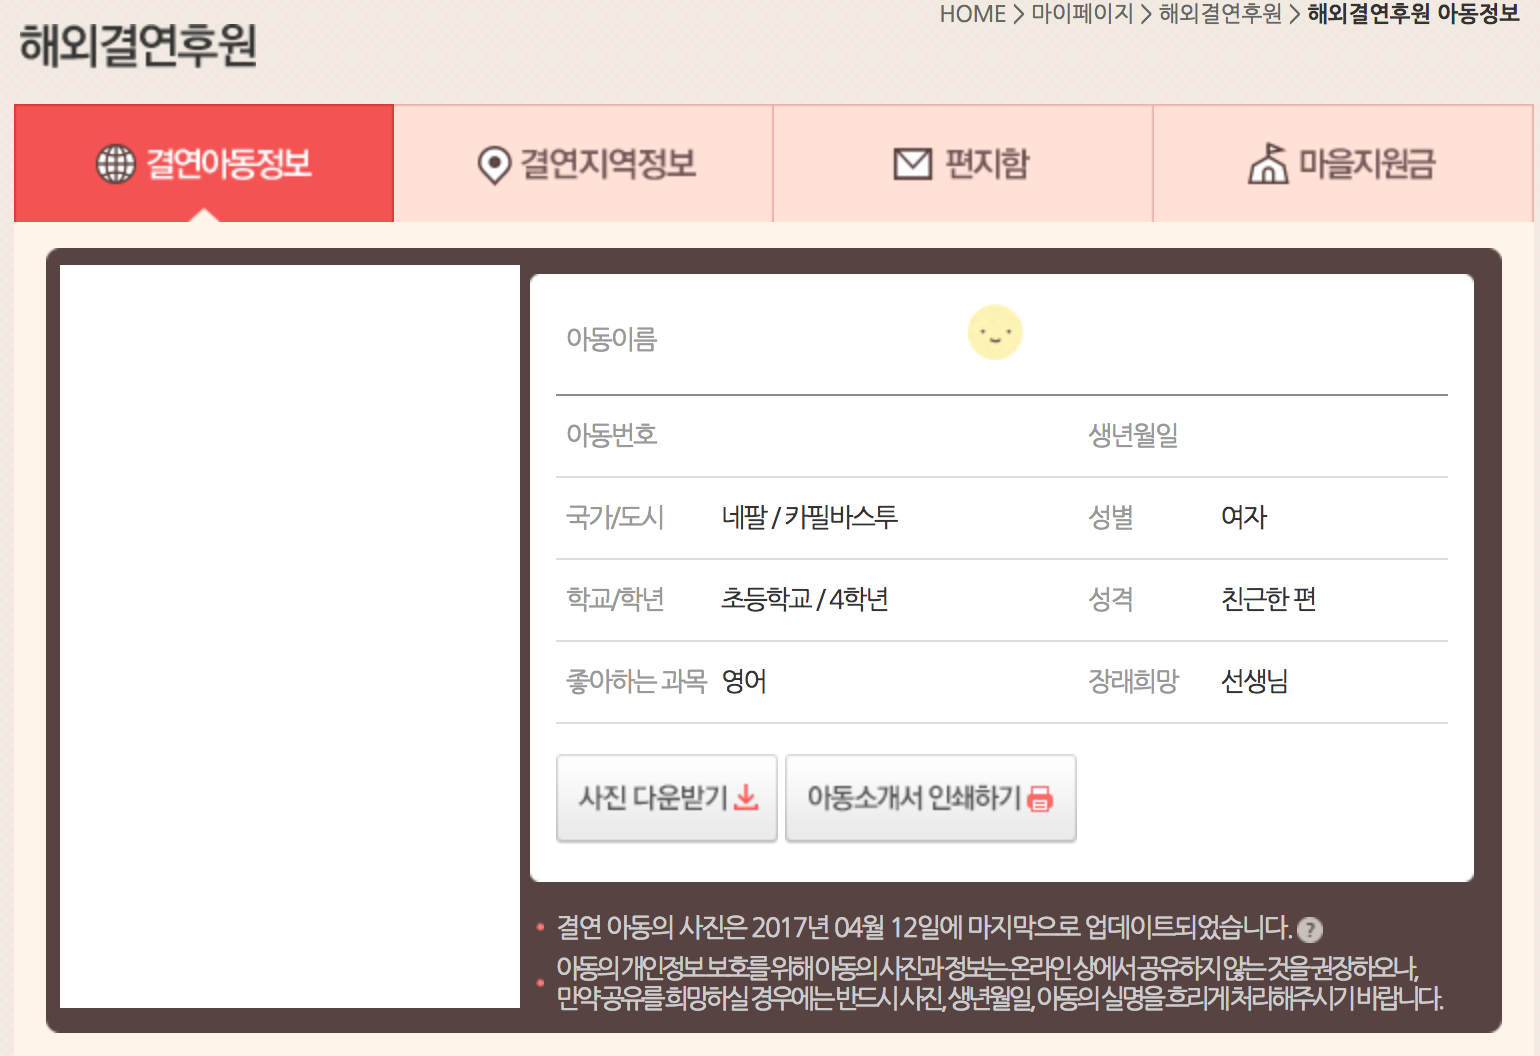 HOME > 마이페이지 > 해외결연후원 > 해외결연후원 아동정보
해외결연후원
결연아동정보
결연지역정보
편지함
마을지원금
아동이름
아동번호 생년월일
국가/도시 네팔 / 카필바스투 성별 여자
학교/학년 초등학교 / 4학년 성격 친근한 편
좋아하는 과목 영어 장래희망 선생님
사진 다운받기
아동소개서 인쇄하기
결연 아동의 사진은 2017년 04월 12일에 마지막으로 업데이트되었습니다. ?
아동의 개인정보 보호를 위해 아동의 사진과 정보는 온라인 상에서 공유하지 않는 것을 권장하오나,
만약 공유를 희망하실 경우에는 반드시 사진, 생년월일, 아동의 실명을 흐리게 처리해주시기 바랍니다.